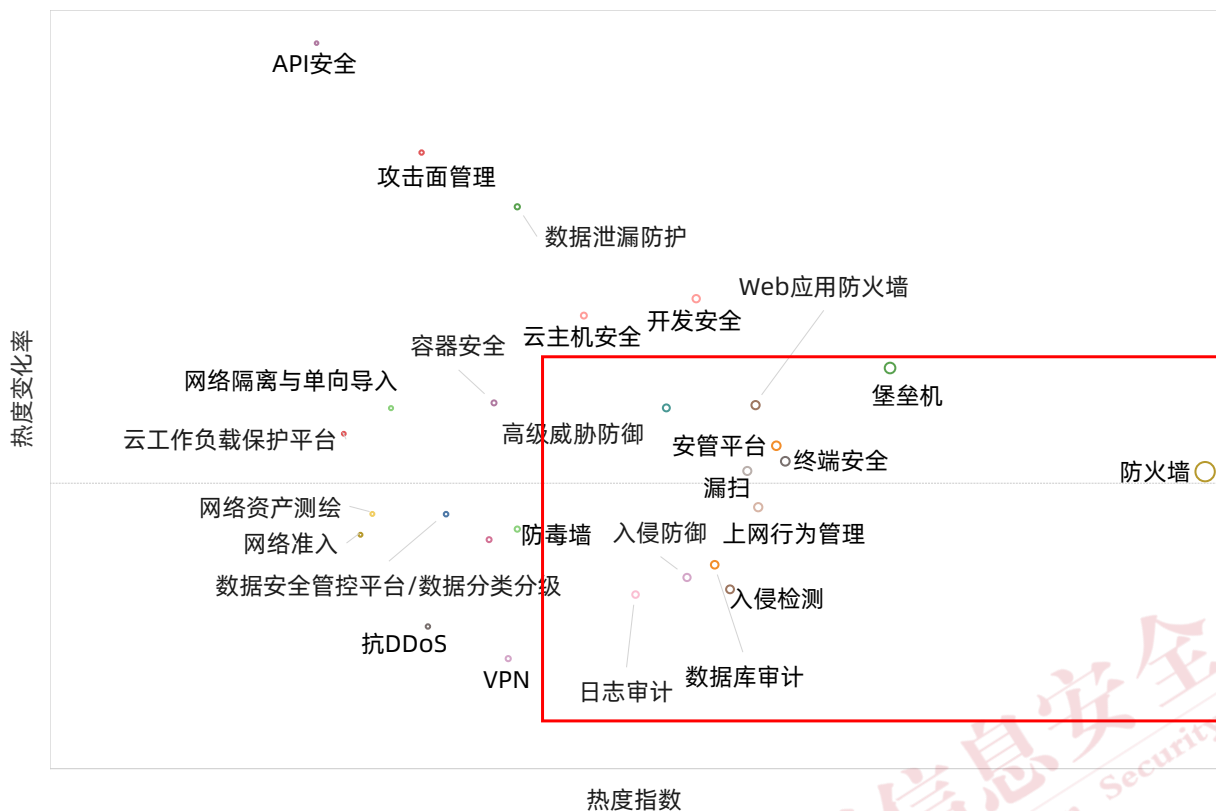 API安全
攻击面管理
数据泄漏防护
Web应用防火墙
开发安全
云主机安全
容器安全
网络隔离与单向导入
堡垒机
高级威胁防御
云工作负载保护平台
安管平台
终端安全
防火墙
漏扫
网络资产测绘
防毒墙
入侵防御
上网行为管理
网络准入
数据安全管控平台/数据分类分级
入侵检测
抗DDoS
VPN
日志审计
数据库审计
热度变化率
热度指数
信息安全
Security